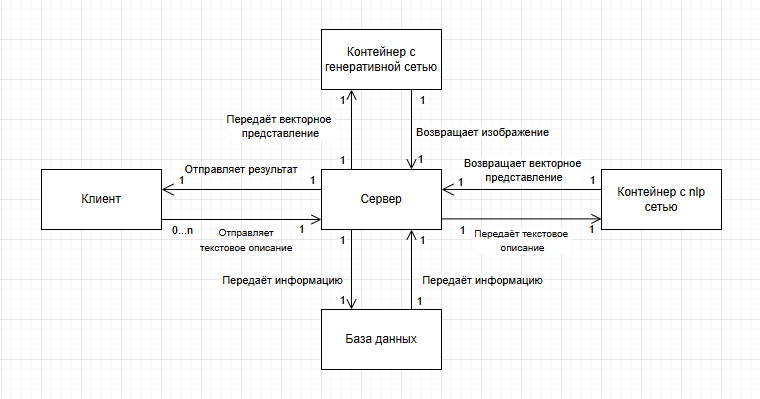 Контейнер с
генеративной сетью
1
1
Передаёт векторное
представление
Возвращает изображение
1
1
Отправляет результат
1
1
Возвращает векторное
представление
1
1
Клиент
Сервер
Контейнер с nlp
сетью
0...n
1
Отправляет
текстовое описание
1
1
Передаёт текстовое
описание
1
1
Передаёт информацию
Передаёт информацию
1
1
База данных